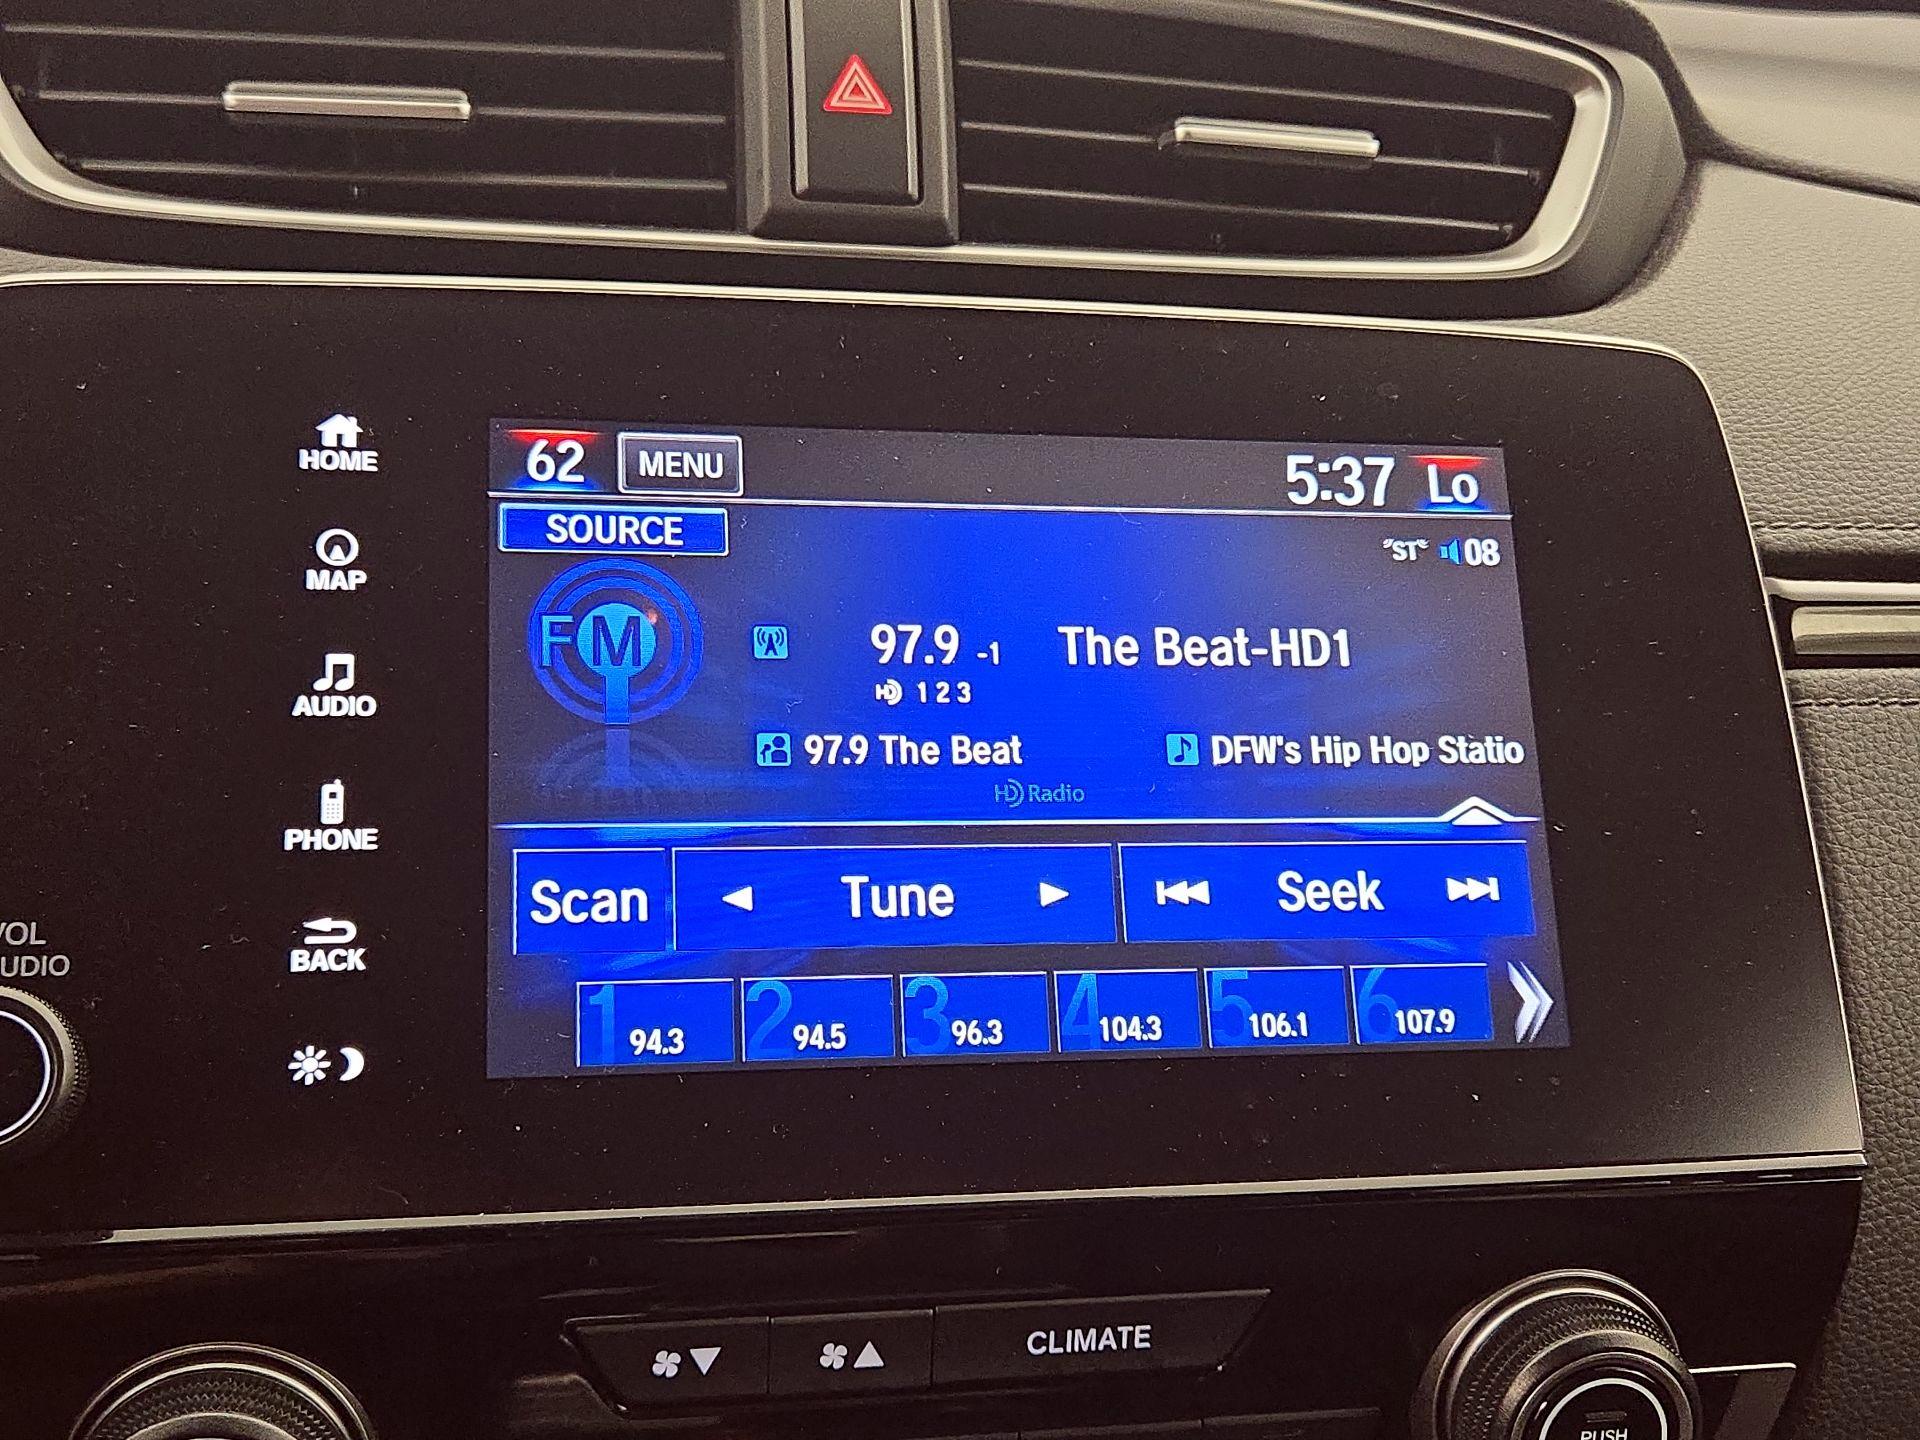 HOME
MAP
AUDIO
PHONE
BACK
VOL
AUDIO
62 MENU 5:37 Lo
SOURCE
"ST" 08
FM
97.9 -1 The Beat-HD1
HD 1 2 3
97.9 The Beat DFW's Hip Hop Statio
HD Radio
Scan Tune Seek
1 94.3 2 94.5 3 96.3 4 104.3 5 106.1 6 107.9
CLIMATE
PUSH